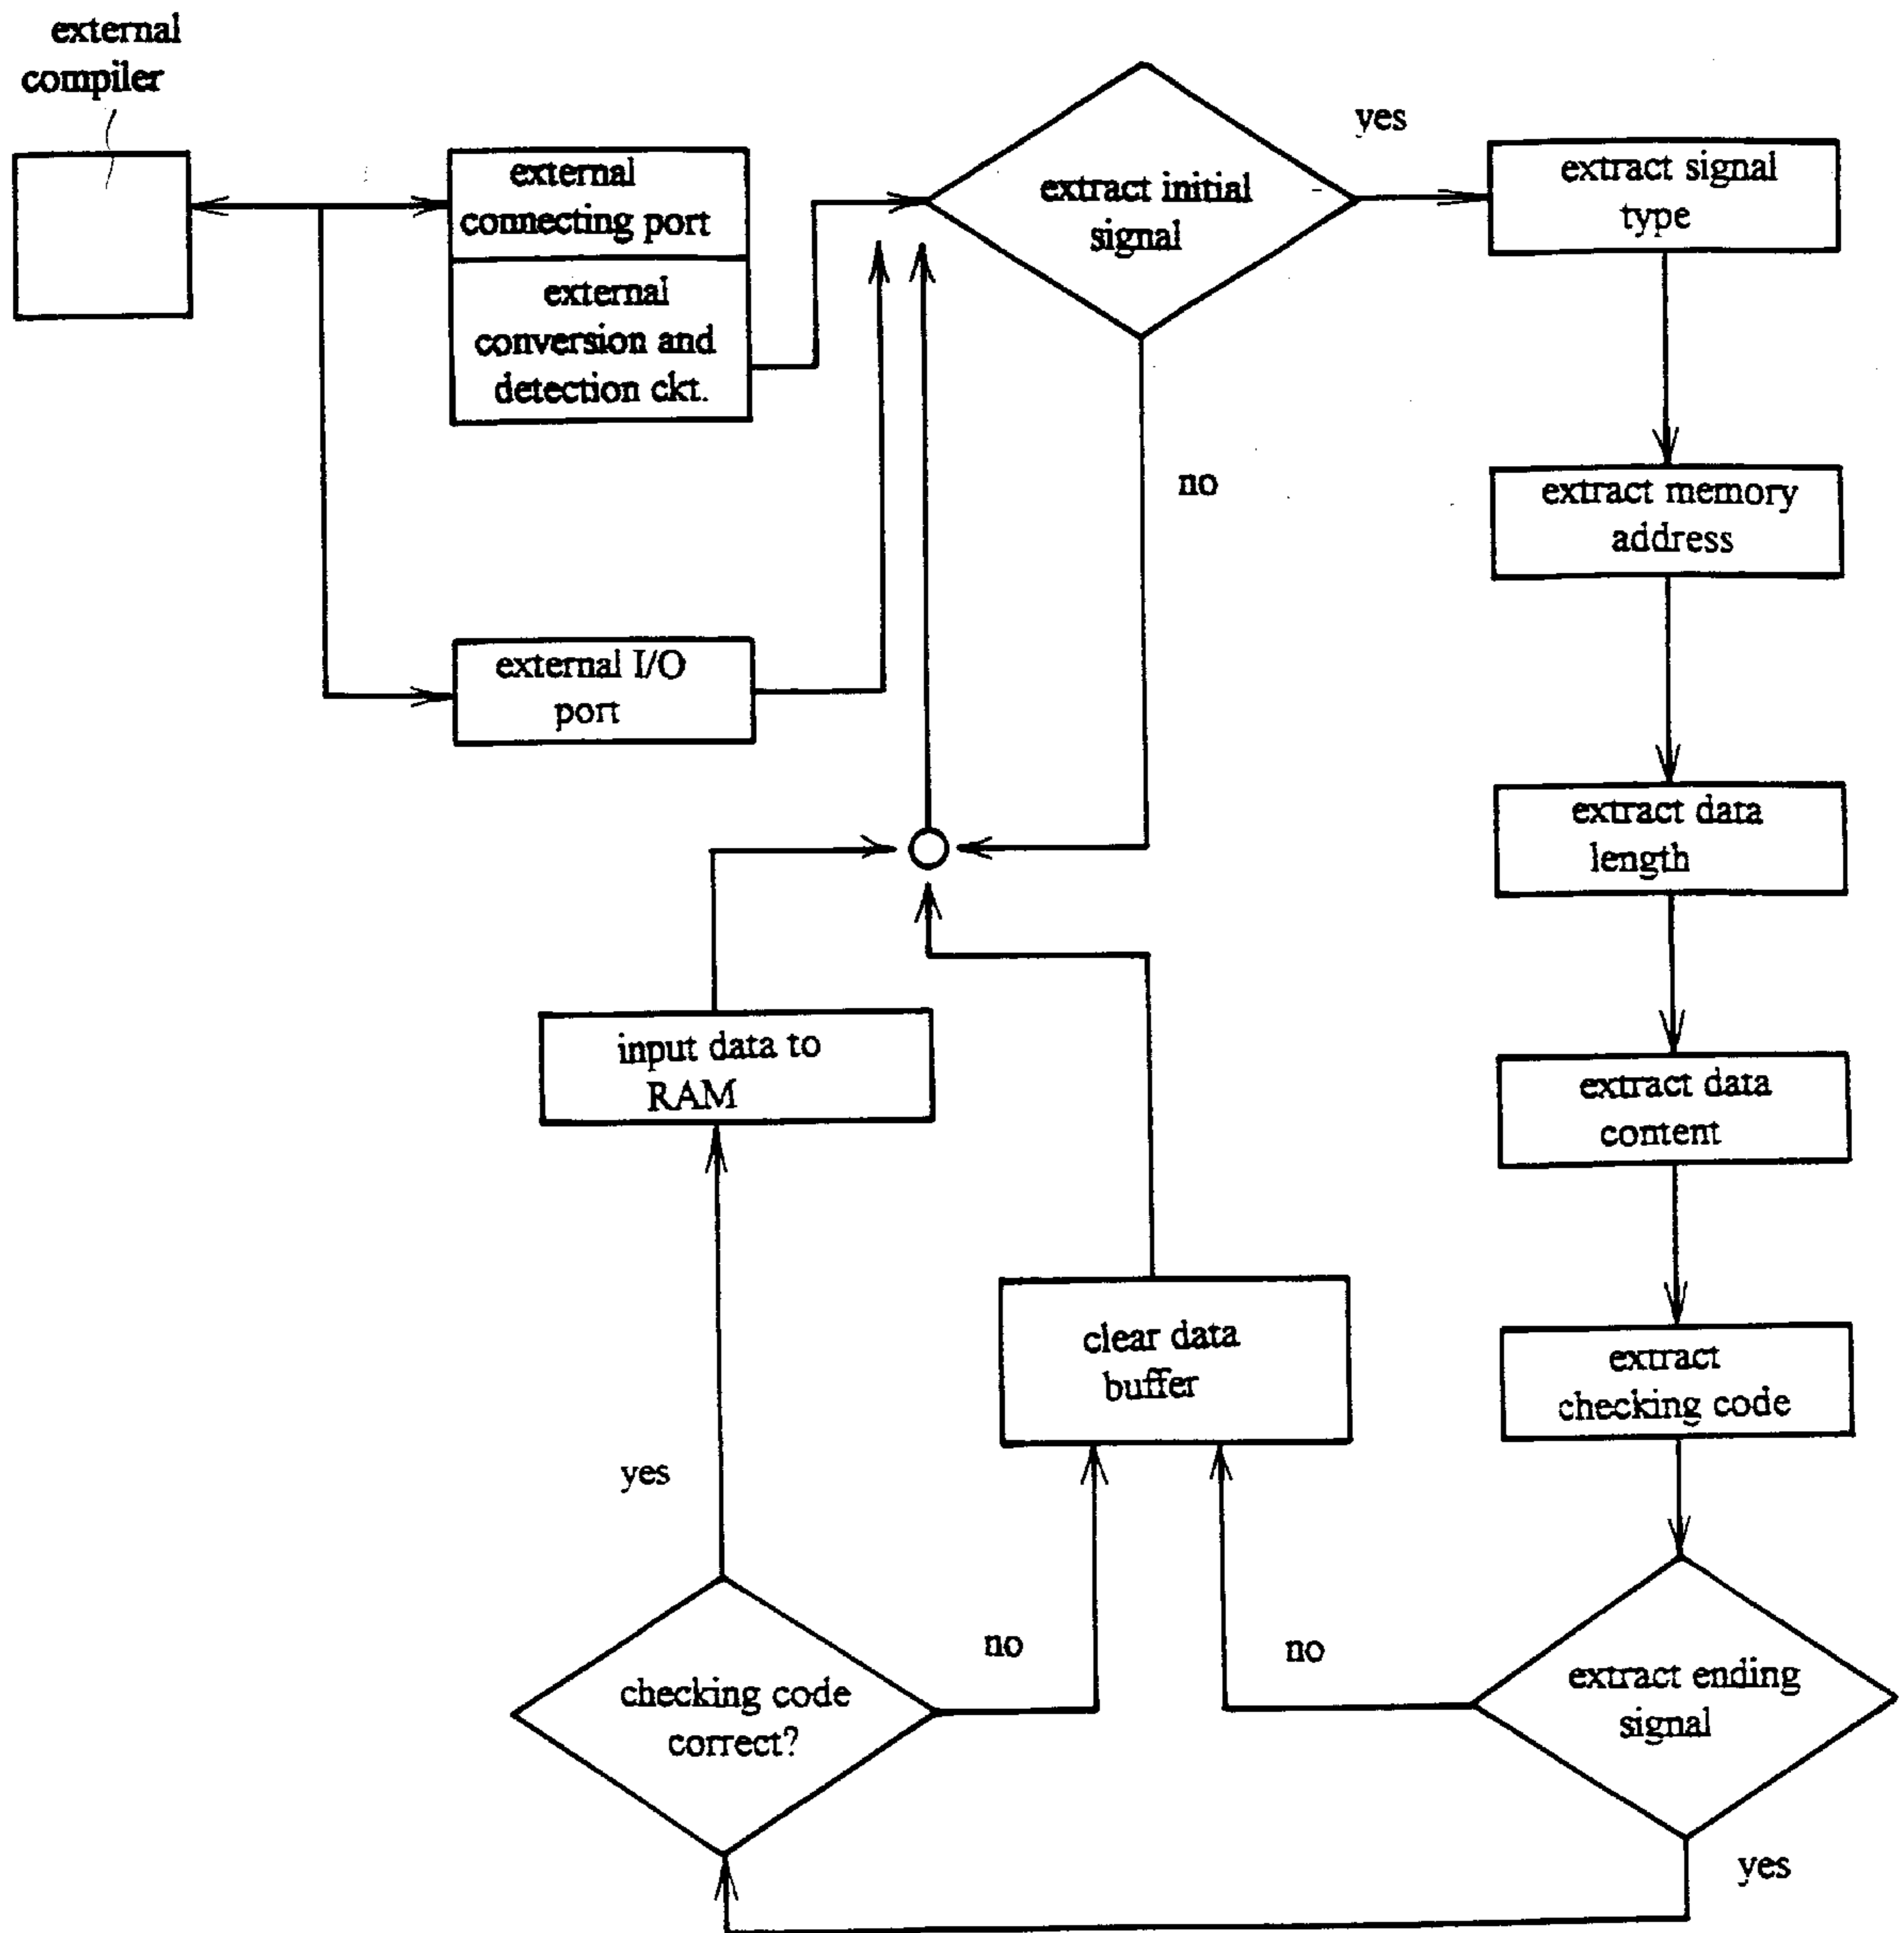 external
compiler
external
connecting port
external
conversion and
detection ckt.
extract initial
signal
yes
extract signal
type
no
extract memory
address
external I/O
port
extract data
length
input data to
RAM
extract data
content
clear data
buffer
extract
checking code
yes
no
no
checking code
correct?
extract ending
signal
yes